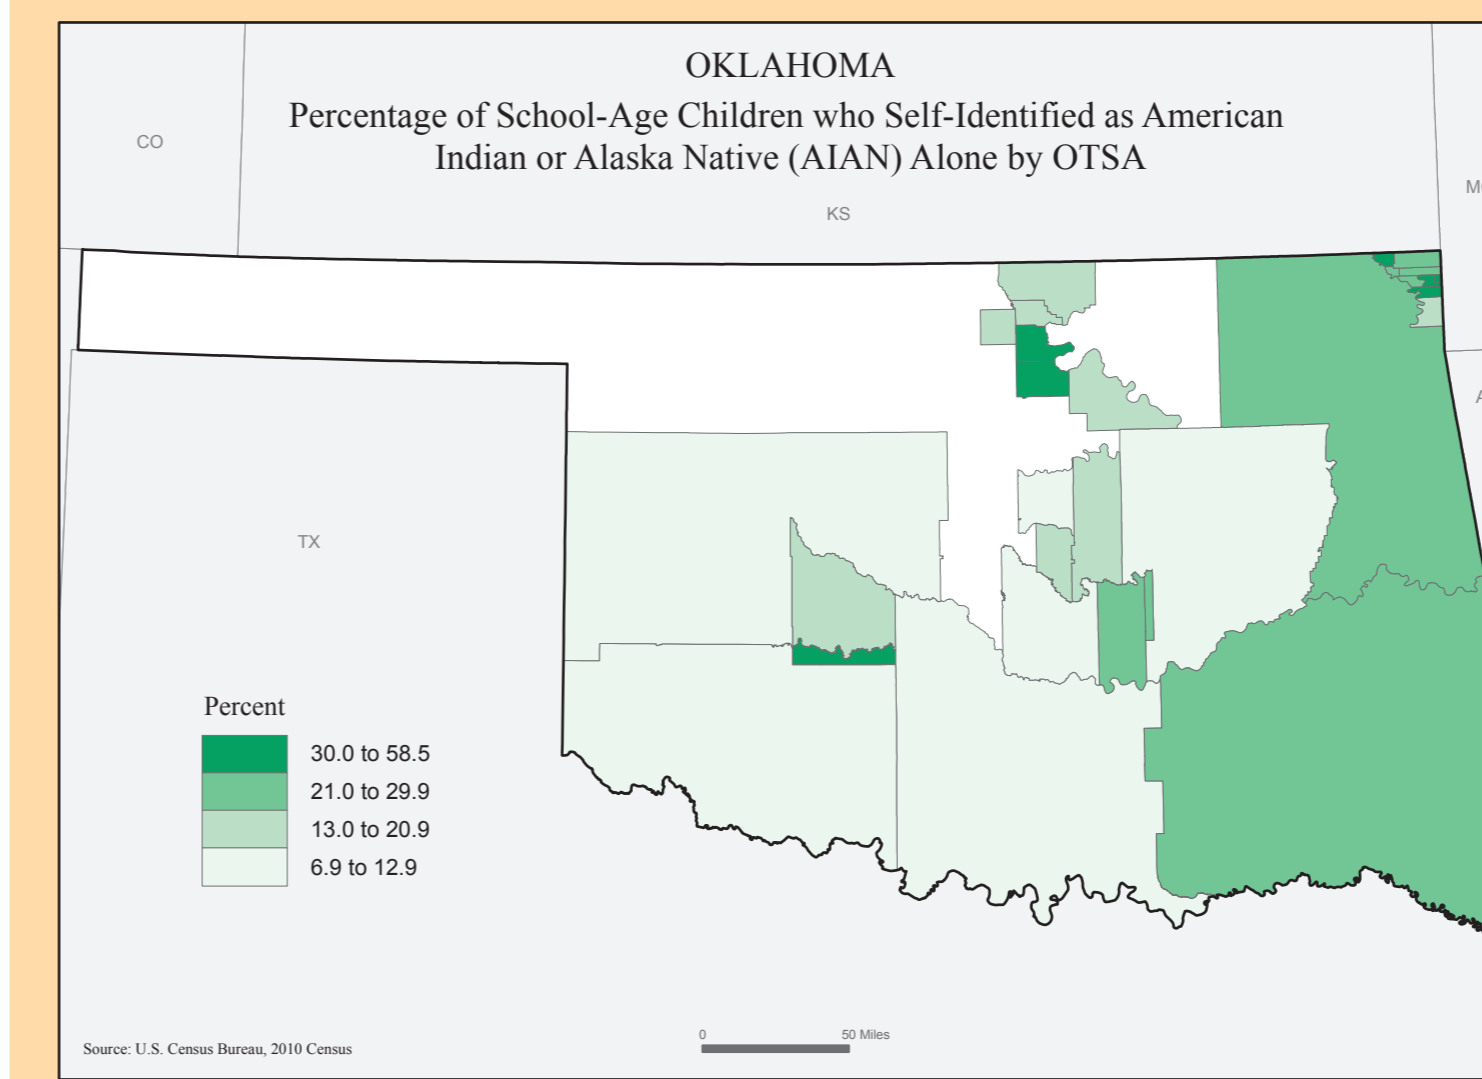 OKLAHOMA
Percentage of School-Age Children who Self-Identified as American
Indian or Alaska Native (AIAN) Alone by OTSA
CO
KS
TX
Percent
30.0 to 58.5
21.0 to 29.9
13.0 to 20.9
6.9 to 12.9
0 50 Miles
Source: U.S. Census Bureau, 2010 Census